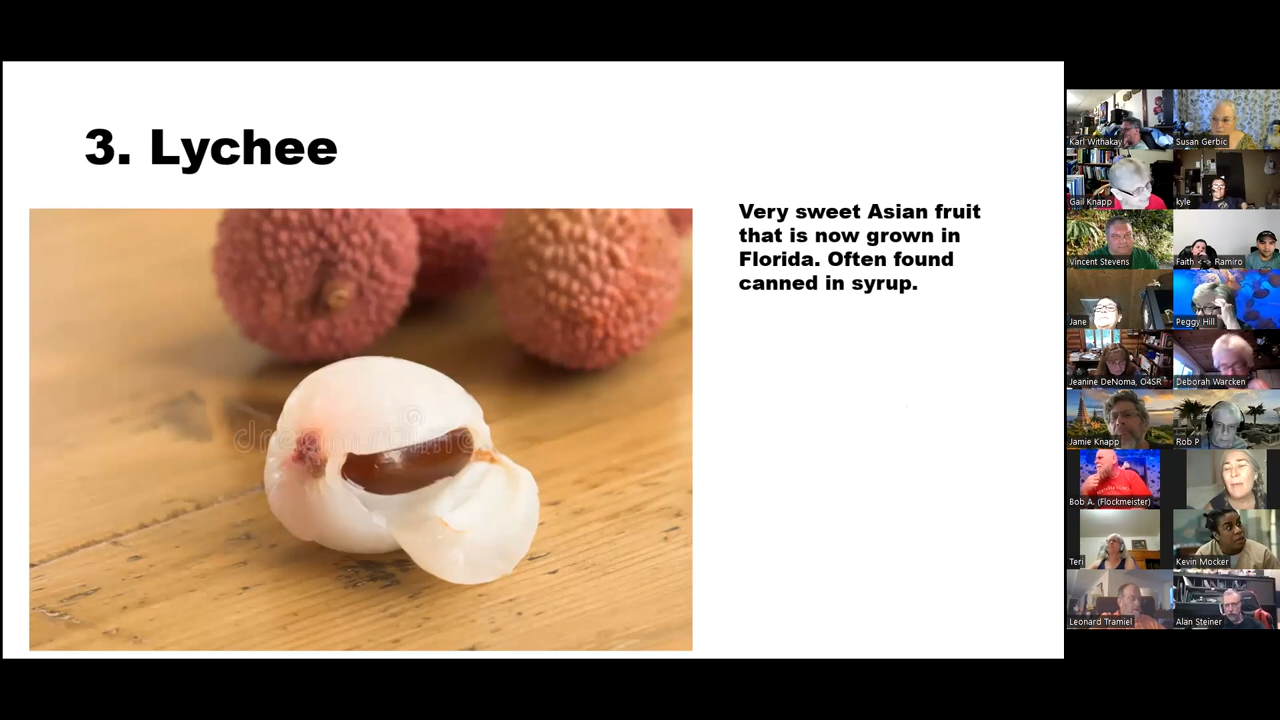 3. Lychee
Very sweet Asian fruit
that is now grown in
Florida. Often found
canned in syrup.
dreamstime
Karl Withakay
Susan Gerbic
Gail Knapp
kyle
Vincent Stevens
Faith <-> Ramiro
Jane
Peggy Hill
Jeanine DeNoma, O4SR
Deborah Warcken
Jamie Knapp
Rob P
Bob A. (Flockmeister)
Teri
Kevin Mocker
Leonard Tramiel
Alan Steiner